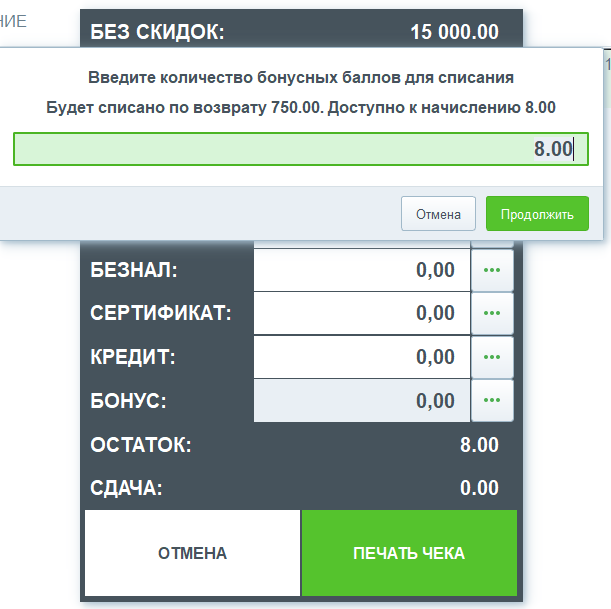 НИЕ
БЕЗ СКИДОК: 15 000.00
Введите количество бонусных баллов для списания
Будет списано по возврату 750.00. Доступно к начислению 8.00
1
8.00
Отмена Продолжить
БЕЗНАЛ: 0,00
СЕРТИФИКАТ: 0,00
КРЕДИТ: 0,00
БОНУС: 0,00
ОСТАТОК: 8.00
СДАЧА: 0.00
ОТМЕНА ПЕЧАТЬ ЧЕКА